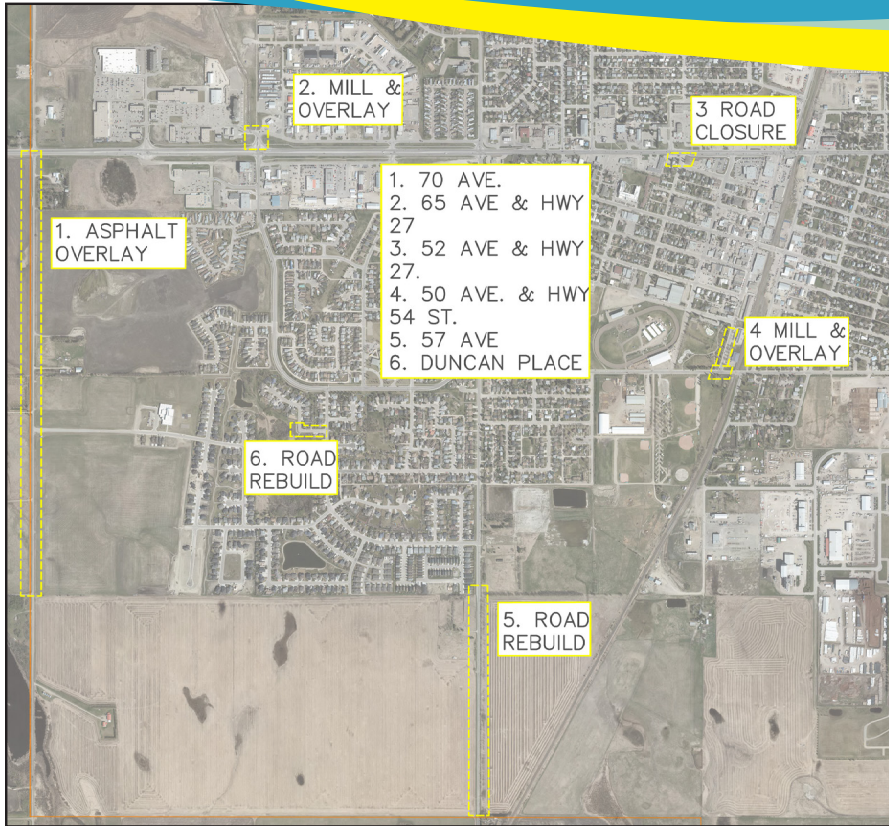 2. MILL &
OVERLAY
3 ROAD
CLOSURE
1. 70 AVE.
2. 65 AVE & HWY
27
3. 52 AVE & HWY
27.
4. 50 AVE. & HWY
54 ST.
5. 57 AVE
6. DUNCAN PLACE
1. ASPHALT
OVERLAY
4 MILL &
OVERLAY
6. ROAD
REBUILD
5. ROAD
REBUILD